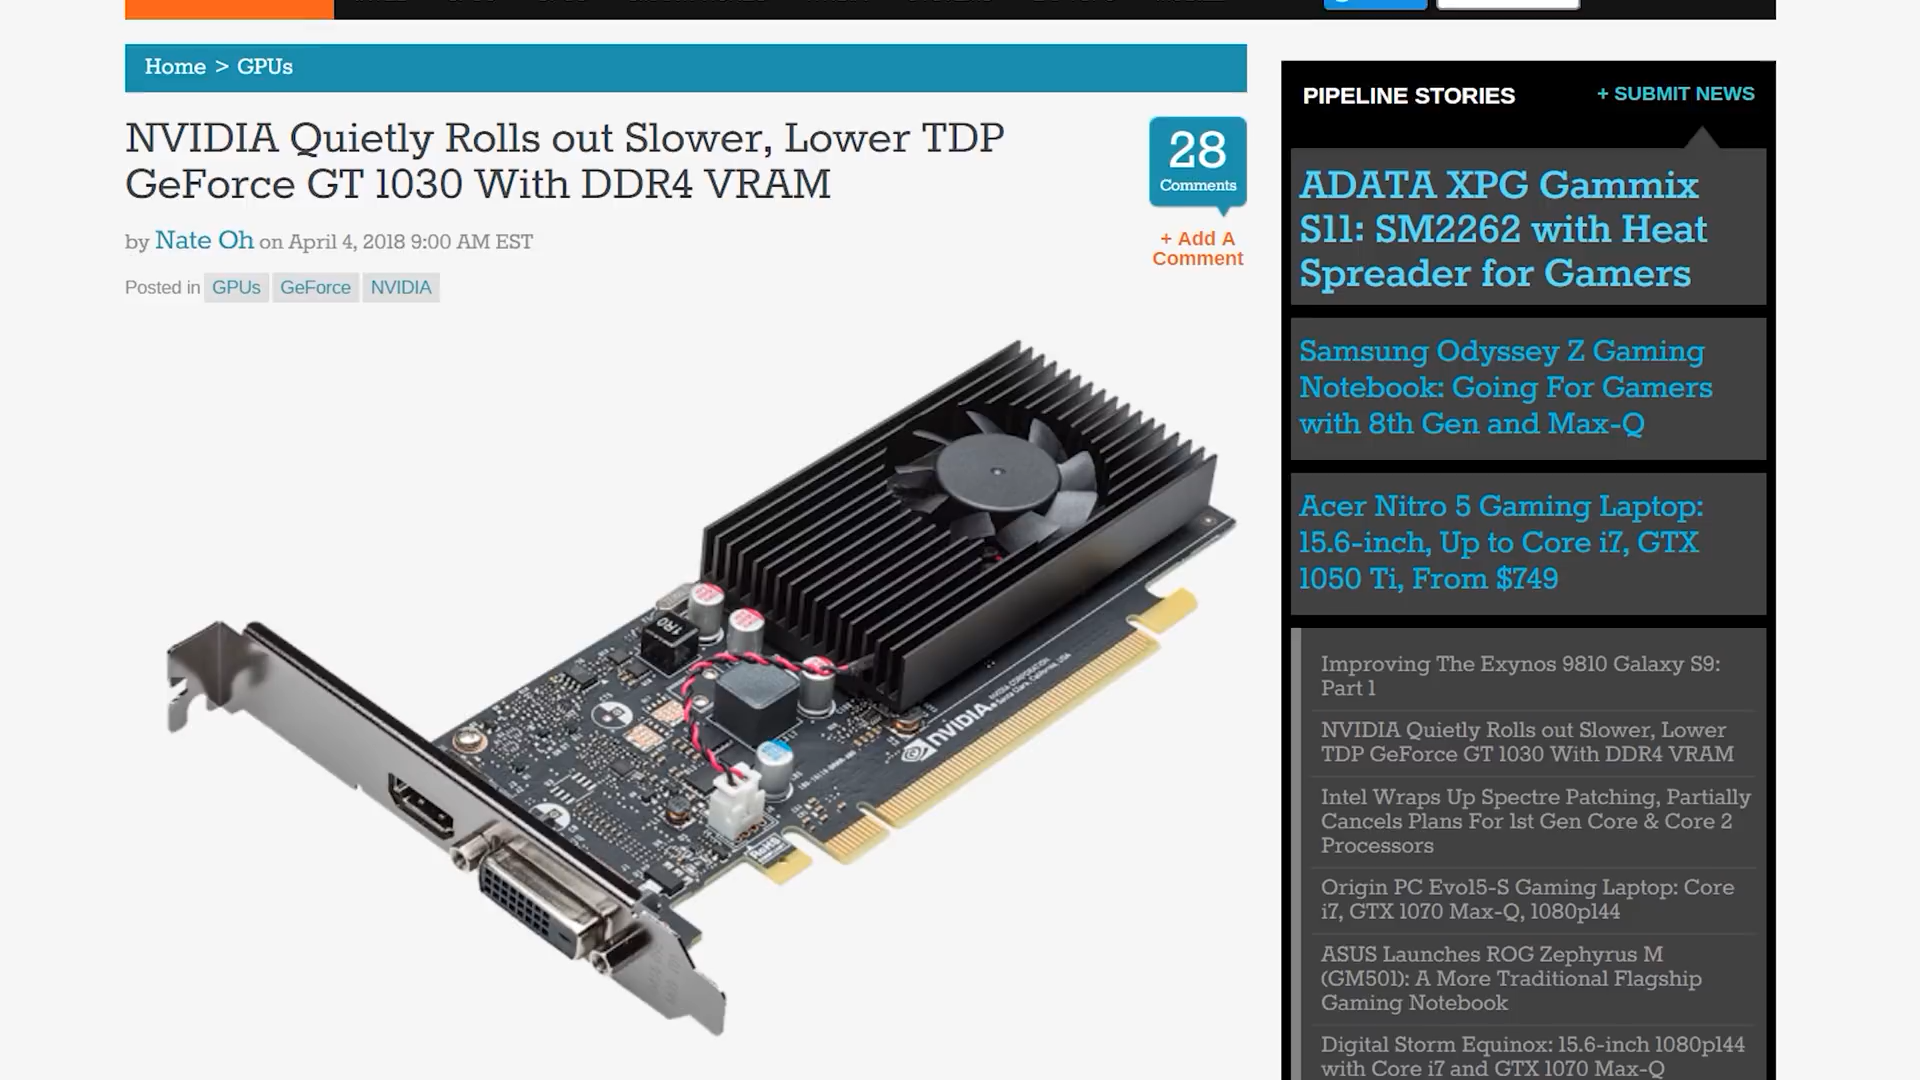 Home > GPUs
NVIDIA Quietly Rolls out Slower, Lower TDP
GeForce GT 1030 With DDR4 VRAM
by Nate Oh on April 4, 2018 9:00 AM EST
Posted in GPUs GeForce NVIDIA
28
Comments
+ Add A
Comment
1R0
NVIDIA
NVIDIA CORPORATION
RoHS
PIPELINE STORIES
+ SUBMIT NEWS
ADATA XPG Gammix
S11: SM2262 with Heat
Spreader for Gamers
Samsung Odyssey Z Gaming
Notebook: Going For Gamers
with 8th Gen and Max-Q
Acer Nitro 5 Gaming Laptop:
15.6-inch, Up to Core i7, GTX
1050 Ti, From $749
Improving The Exynos 9810 Galaxy S9:
Part 1
NVIDIA Quietly Rolls out Slower, Lower
TDP GeForce GT 1030 With DDR4 VRAM
Intel Wraps Up Spectre Patching, Partially
Cancels Plans For 1st Gen Core & Core 2
Processors
Origin PC Evo15-S Gaming Laptop: Core
i7, GTX 1070 Max-Q, 1080p144
ASUS Launches ROG Zephyrus M
(GM501): A More Traditional Flagship
Gaming Notebook
Digital Storm Equinox: 15.6-inch 1080p144
with Core i7 and GTX 1070 Max-Q